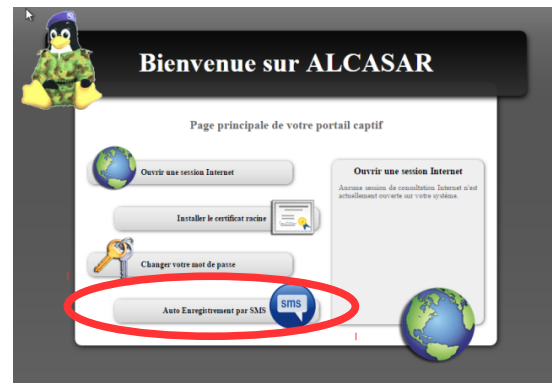 Bienvenue sur ALCASAR
Page principale de votre portail captif
Ouvrir une session Internet
Installer le certificat racine
Changer votre mot de passe
Auto Enregistrement par SMS
sms
Ouvrir une session Internet
Aucune session de consultation Internet n'est
actuellement ouverte sur votre système.